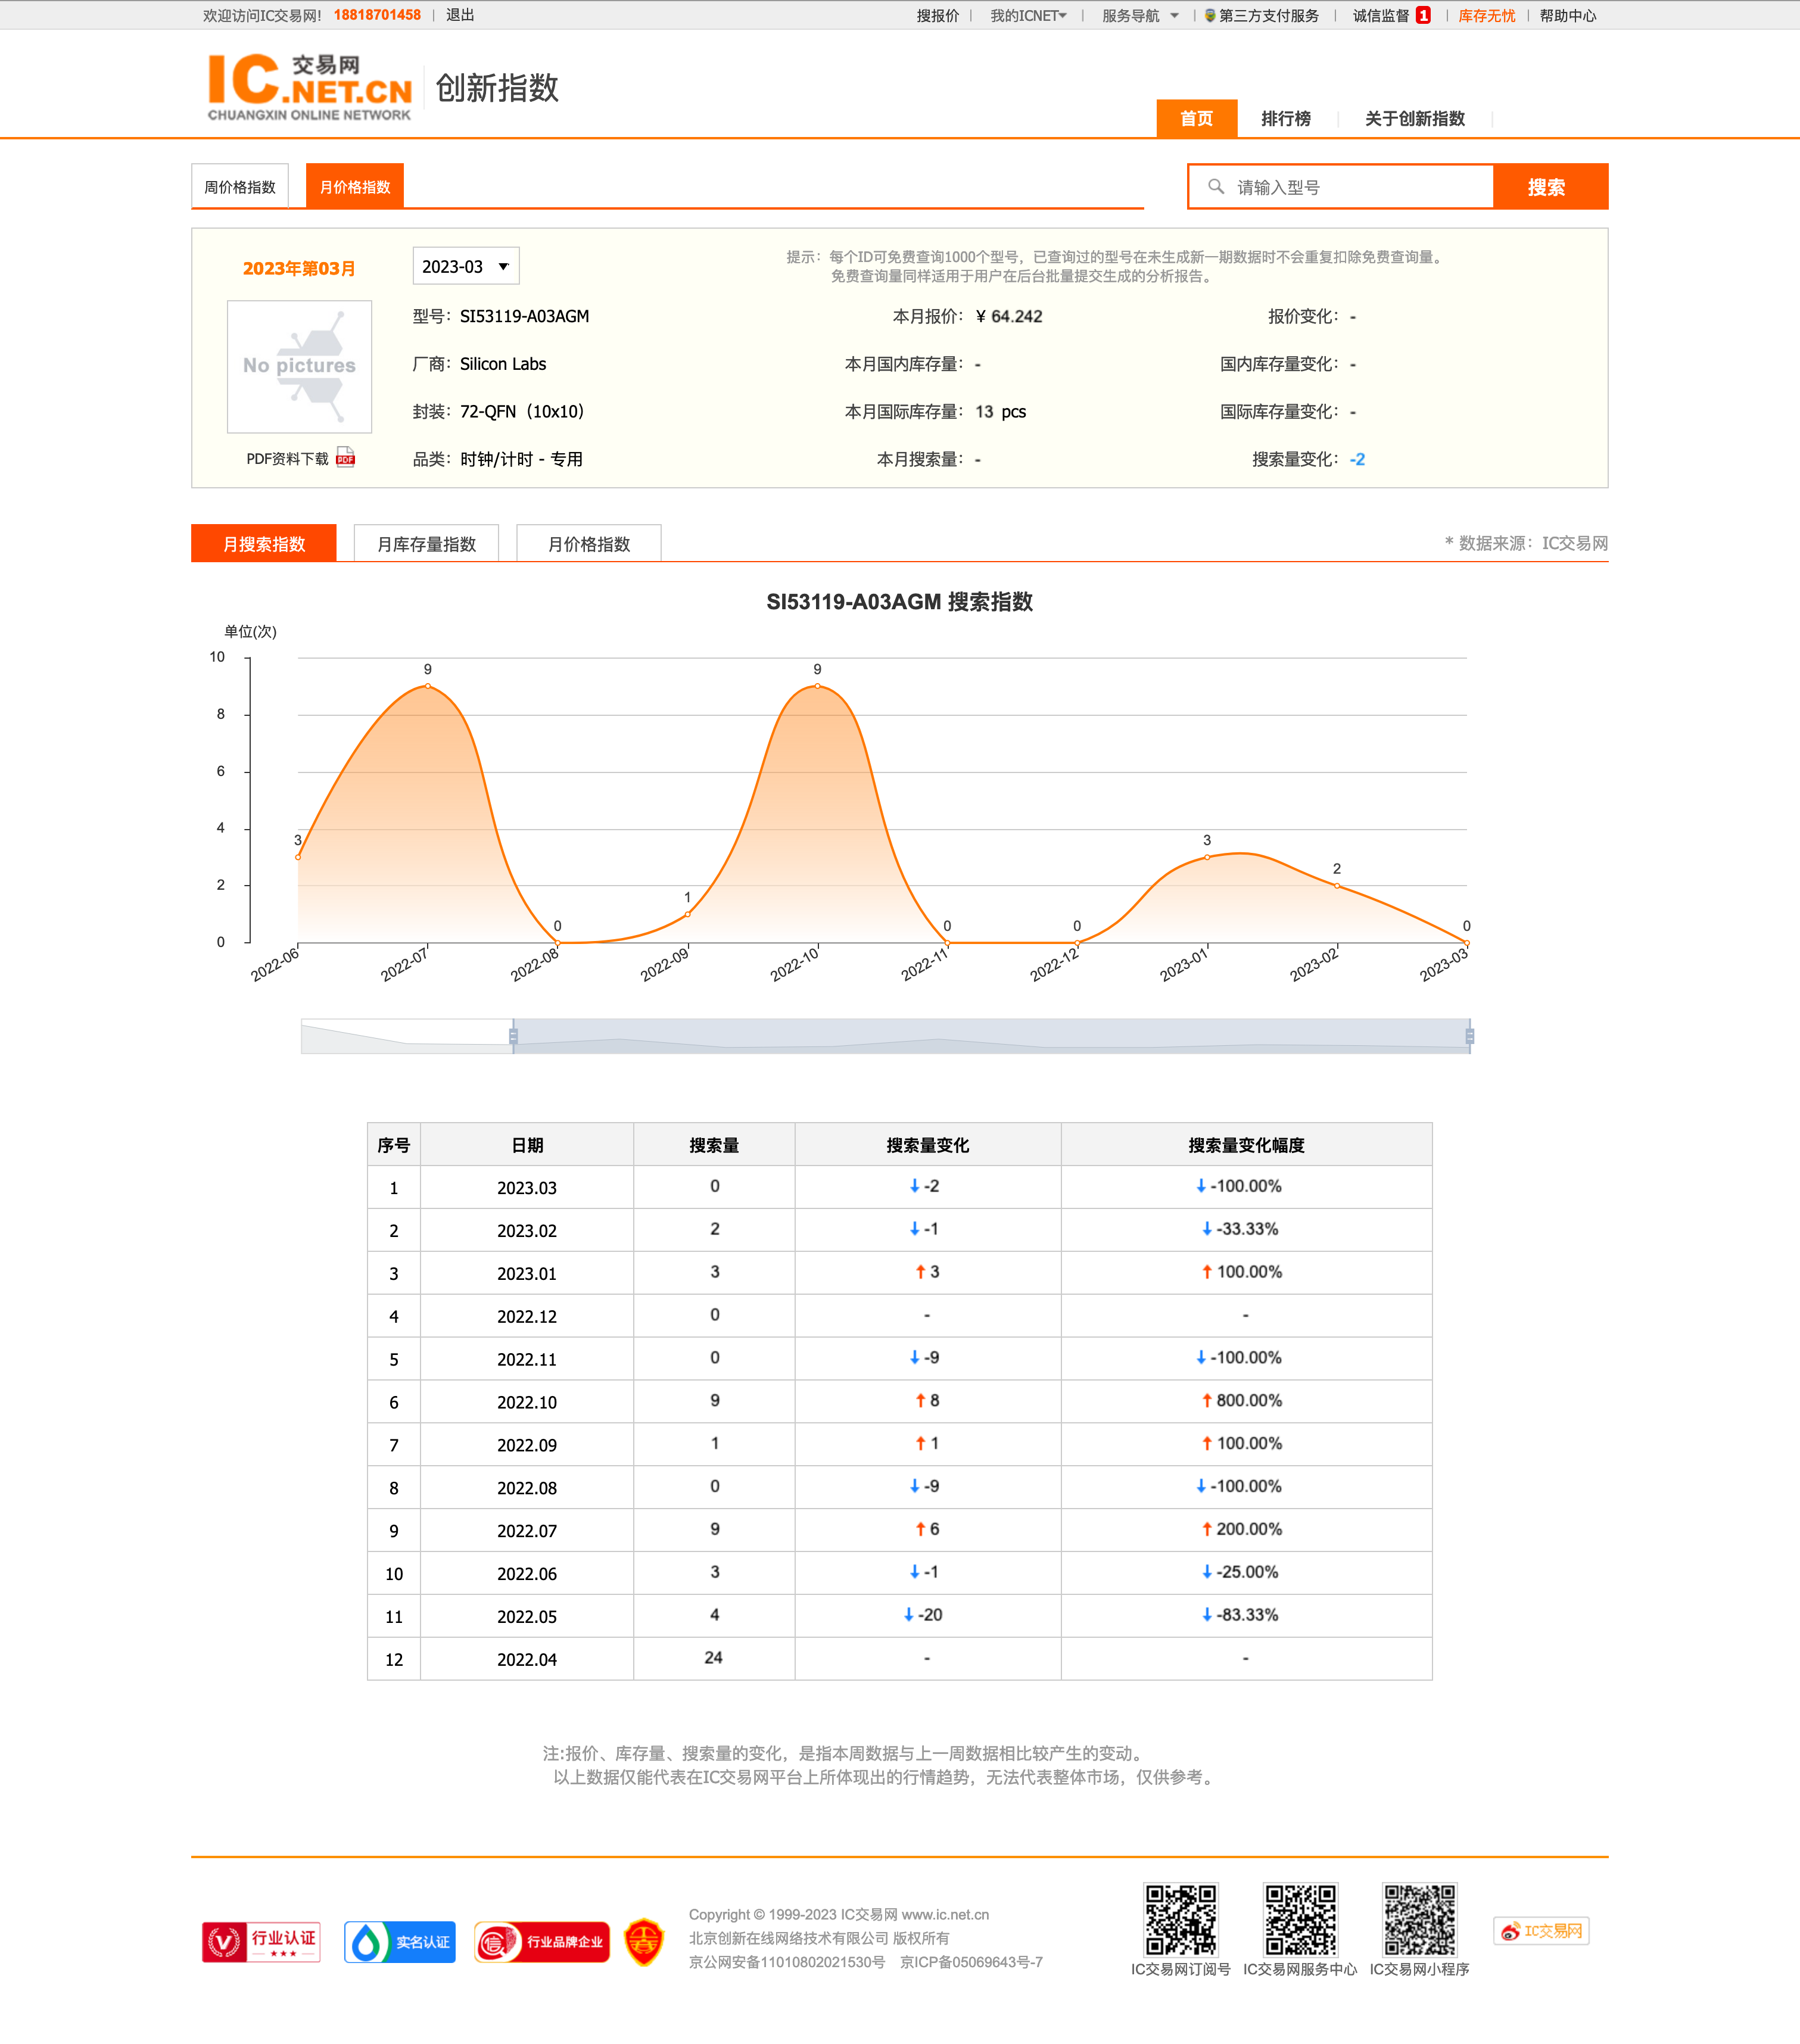 欢迎访问IC交易网! 18818701458 | 退出 搜报价 | 我的ICNET | 服务导航 | 第三方支付服务 | 诚信监督 1 | 库存无忧 | 帮助中心
IC.NET.CN 交易网 创新指数
CHUANGXIN ONLINE NETWORK
首页 排行榜 关于创新指数
周价格指数 月价格指数 请输入型号 搜索
2023年第03月 2023-03 提示：每个ID可免费查询1000个型号，已查询过的型号在未生成新一期数据时不会重复扣除免费查询量。
免费查询量同样适用于用户在后台批量提交生成的分析报告。
No pictures
PDF资料下载 PDF
型号：SI53119-A03AGM 本月报价：¥ 64.242 报价变化：-
厂商：Silicon Labs 本月国内库存量：- 国内库存量变化：-
封装：72-QFN（10x10） 本月国际库存量：13 pcs 国际库存量变化：-
品类：时钟/计时 - 专用 本月搜索量：- 搜索量变化：-2
月搜索指数 月库存量指数 月价格指数 * 数据来源：IC交易网
SI53119-A03AGM 搜索指数
单位(次)
10
8
6
4
2
0
3 9 0 1 9 0 0 3 2 0
2022-06 2022-07 2022-08 2022-09 2022-10 2022-11 2022-12 2023-01 2023-02 2023-03
序号 日期 搜索量 搜索量变化 搜索量变化幅度
1 2023.03 0 ↓-2 ↓-100.00%
2 2023.02 2 ↓-1 ↓-33.33%
3 2023.01 3 ↑3 ↑100.00%
4 2022.12 0 - -
5 2022.11 0 ↓-9 ↓-100.00%
6 2022.10 9 ↑8 ↑800.00%
7 2022.09 1 ↑1 ↑100.00%
8 2022.08 0 ↓-9 ↓-100.00%
9 2022.07 9 ↑6 ↑200.00%
10 2022.06 3 ↓-1 ↓-25.00%
11 2022.05 4 ↓-20 ↓-83.33%
12 2022.04 24 - -
注:报价、库存量、搜索量的变化，是指本周数据与上一周数据相比较产生的变动。
以上数据仅能代表在IC交易网平台上所体现出的行情趋势，无法代表整体市场，仅供参考。
行业认证 实名认证 信 行业品牌企业
Copyright © 1999-2023 IC交易网 www.ic.net.cn
北京创新在线网络技术有限公司 版权所有
京公网安备11010802021530号 京ICP备05069643号-7
IC交易网订阅号 IC交易网服务中心 IC交易网小程序
IC交易网